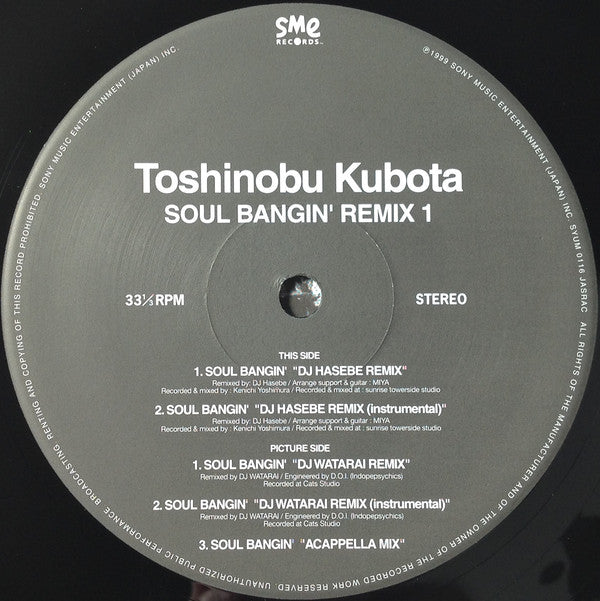 SME
RECORDS™
Toshinobu Kubota
SOUL BANGIN' REMIX 1
33⅓RPM
STEREO
THIS SIDE
1. SOUL BANGIN' "DJ HASEBE REMIX"
Remixed by: DJ Hasebe / Arrange support & guitar : MIYA
Recorded & mixed by : Kenichi Yoshimura / Recorded & mixed at : sunrise towerside studio
2. SOUL BANGIN' "DJ HASEBE REMIX (instrumental)"
Remixed by: DJ Hasebe / Arrange support & guitar : MIYA
Recorded & mixed by : Kenichi Yoshimura / Recorded & mixed at : sunrise towerside studio
PICTURE SIDE
1. SOUL BANGIN' "DJ WATARAI REMIX"
Remixed by DJ WATARAI / Engineered by D.O.I. (Indopepsychics)
Recorded at Cats Studio
2. SOUL BANGIN' "DJ WATARAI REMIX (instrumental)"
Remixed by DJ WATARAI / Engineered by D.O.I. (Indopepsychics)
Recorded at Cats Studio
3. SOUL BANGIN' "ACAPPELLA MIX"
℗1999 SONY MUSIC ENTERTAINMENT (JAPAN) INC. SYUM 0116 JASRAC ALL RIGHTS OF THE MANUFACTURER AND OF THE OWNER OF THE RECORDED WORK RESERVED. UNAUTHORIZED PUBLIC PERFORMANCE BROADCASTING RENTING AND COPYING OF THIS RECORD PROHIBITED. SONY MUSIC ENTERTAINMENT (JAPAN) INC.